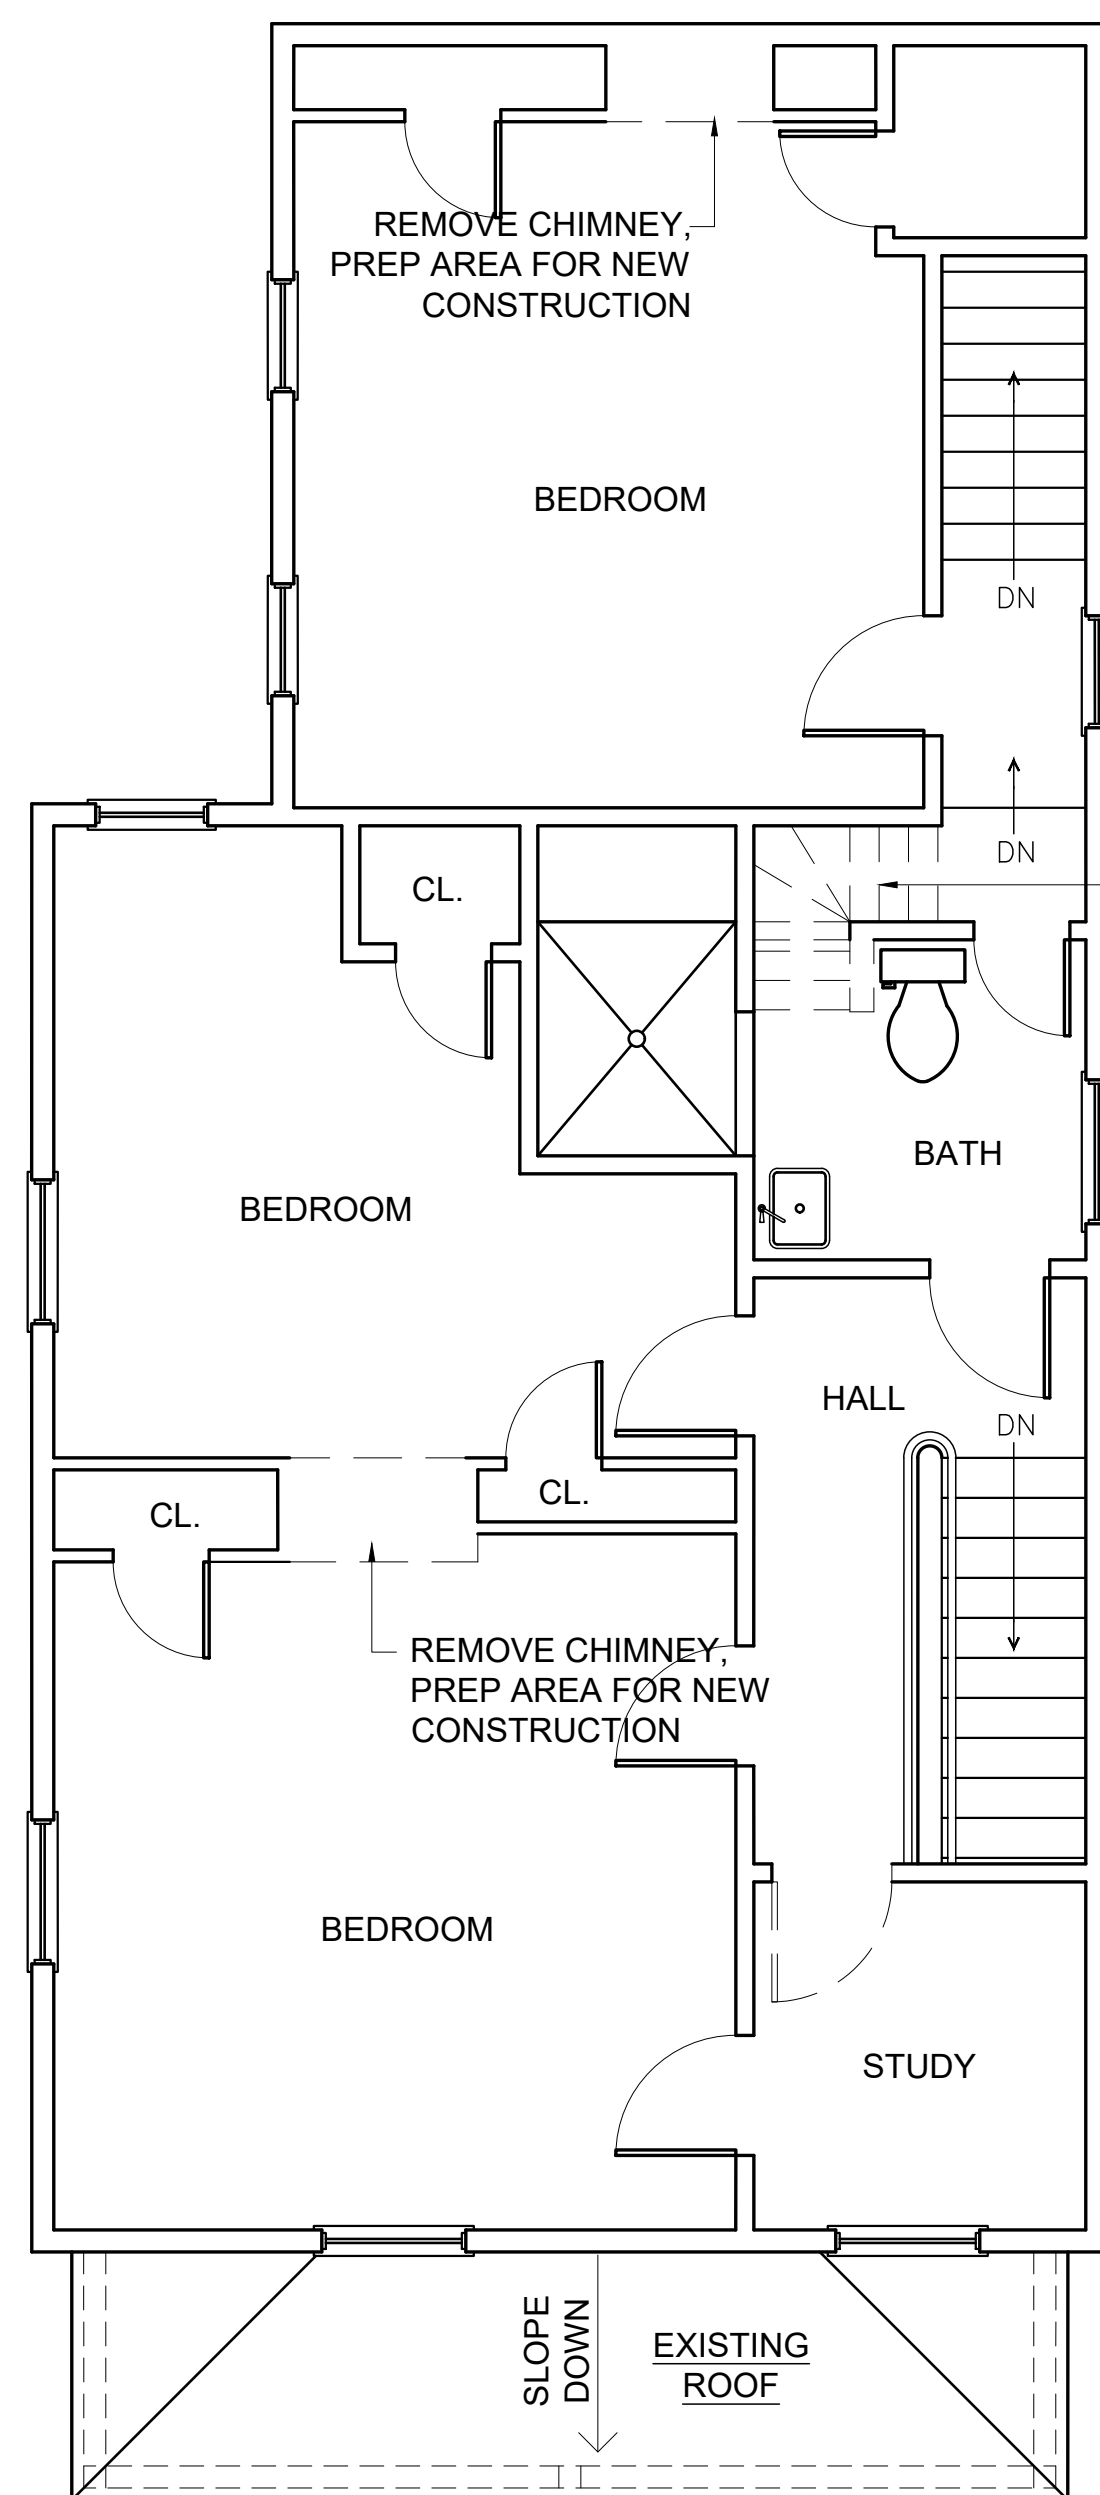 REMOVE CHIMNEY,
PREP AREA FOR NEW
CONSTRUCTION
BEDROOM
DN
DN
CL.
BATH
BEDROOM
HALL
DN
CL.
CL.
REMOVE CHIMNEY,
PREP AREA FOR NEW
CONSTRUCTION
BEDROOM
STUDY
SLOPE
DOWN
EXISTING
ROOF